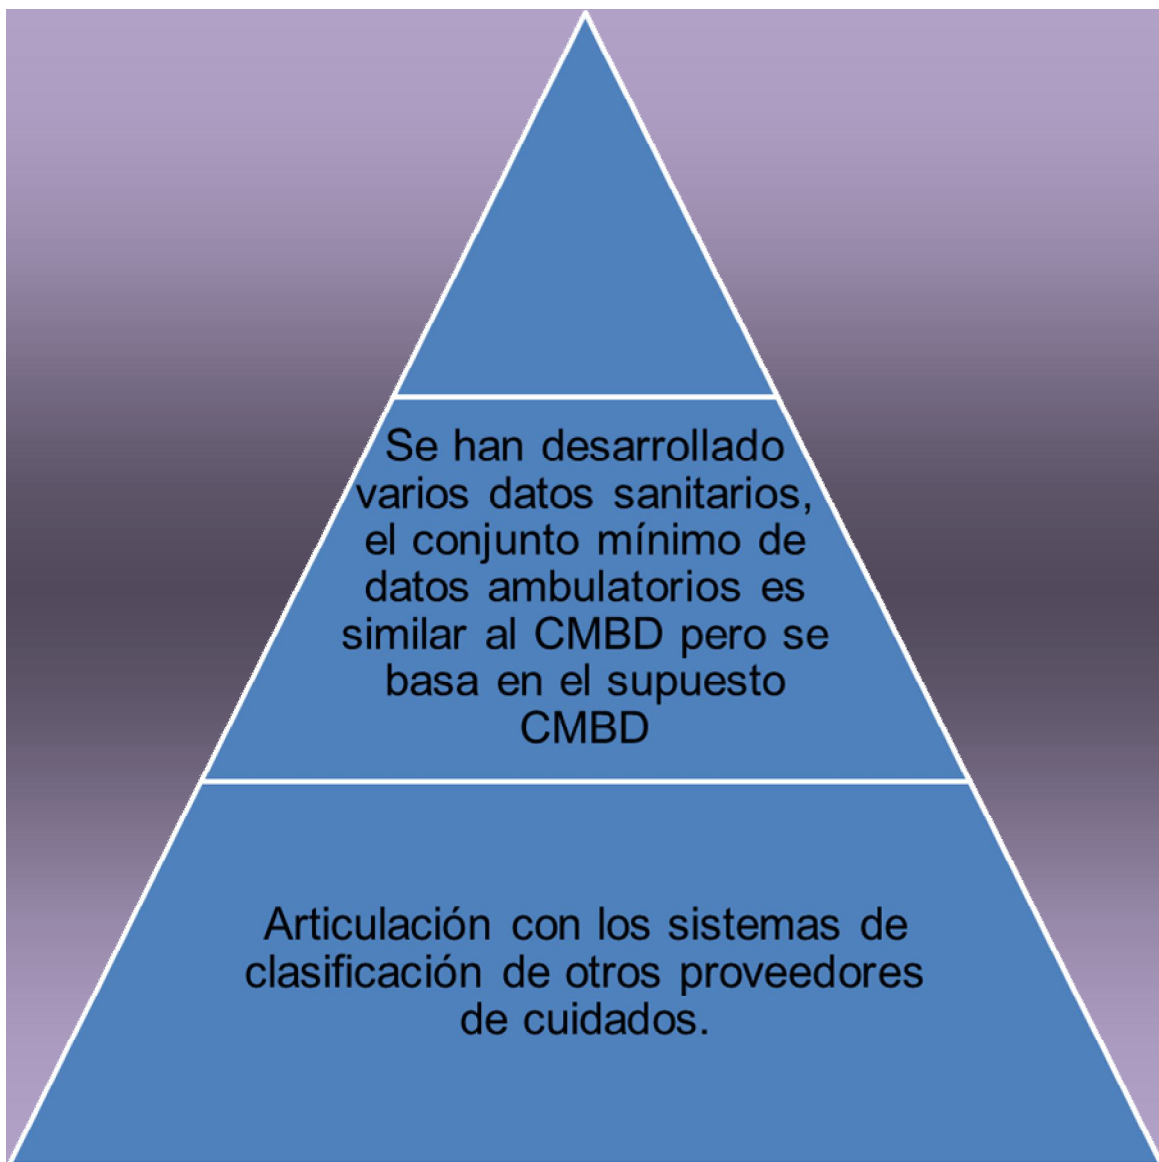 Se han desarrollado
varios datos sanitarios,
el conjunto mínimo de
datos ambulatorios es
similar al CMBD pero se
basa en el supuesto
CMBD
Articulación con los sistemas de
clasificación de otros proveedores
de cuidados.